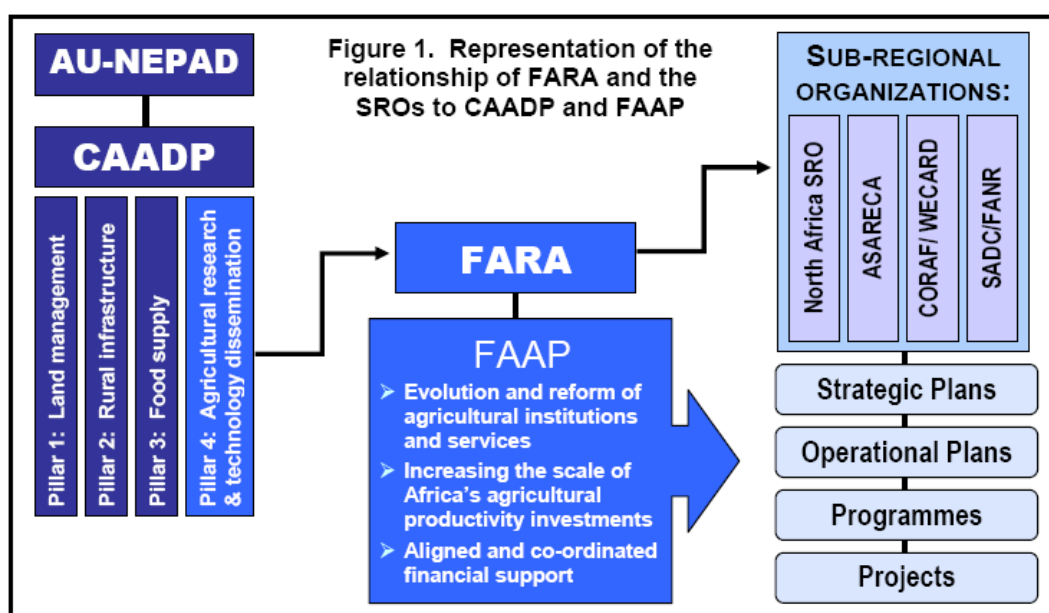 AU-NEPAD
CAADP
Pillar 1: Land management
Pillar 2: Rural infrastructure
Pillar 3: Food supply
Pillar 4: Agricultural research
& technology dissemination
Figure 1. Representation of the
relationship of FARA and the
SROs to CAADP and FAAP
FARA
FAAP
Evolution and reform of
agricultural institutions
and services
Increasing the scale of
Africa's agricultural
productivity investments
Aligned and co-ordinated
financial support
SUB-REGIONAL
ORGANIZATIONS:
North Africa SRO
ASARECA
CORAF/ WECARD
SADC/FANR
Strategic Plans
Operational Plans
Programmes
Projects